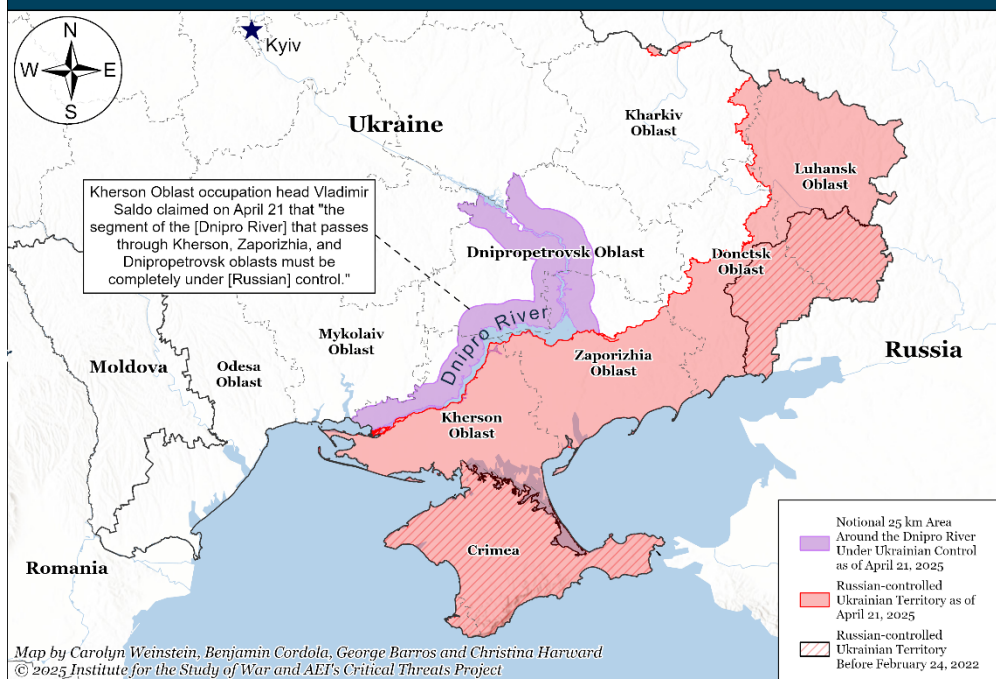 N
W E
S
Kyiv
Ukraine
Kharkiv
Oblast
Luhansk
Oblast
Kherson Oblast occupation head Vladimir
Saldo claimed on April 21 that "the
segment of the [Dnipro River] that passes
through Kherson, Zaporizhia, and
Dnipropetrovsk oblasts must be
completely under [Russian] control."
Dnipropetrovsk Oblast
Donetsk
Oblast
Dnipro River
Mykolaiv
Oblast
Moldova
Odesa
Oblast
Zaporizhia
Oblast
Russia
Kherson
Oblast
Crimea
Romania
Notional 25 km Area
Around the Dnipro River
Under Ukrainian Control
as of April 21, 2025
Russian-controlled
Ukrainian Territory as of
April 21, 2025
Russian-controlled
Ukrainian Territory
Before February 24, 2022
Map by Carolyn Weinstein, Benjamin Cordola, George Barros and Christina Harward
© 2025 Institute for the Study of War and AEI's Critical Threats Project